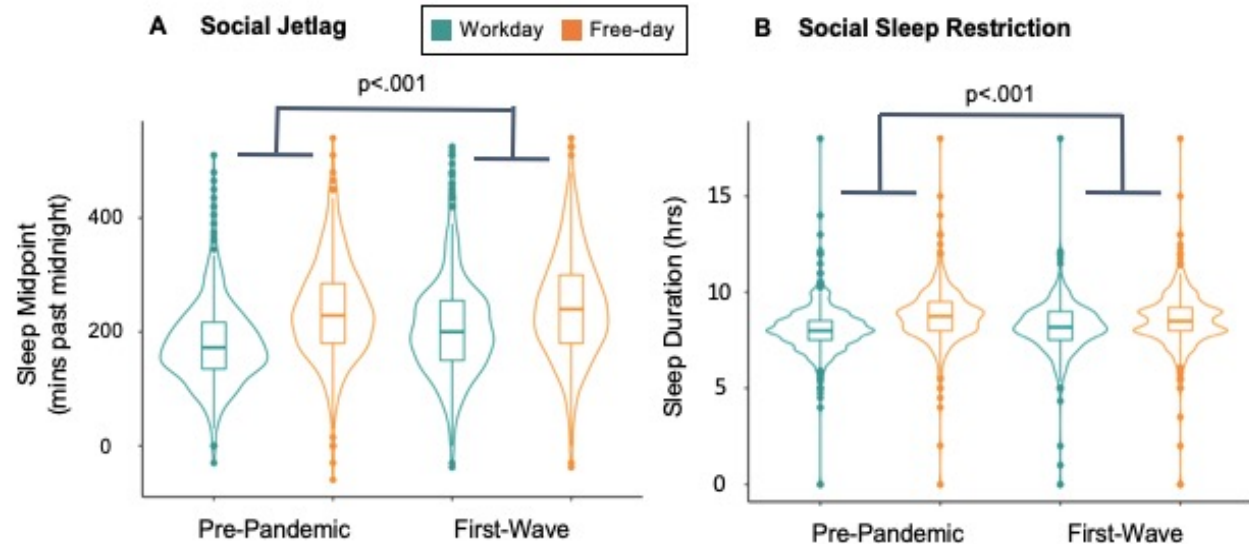 A Social Jetlag
Workday Free-day
B Social Sleep Restriction
p<.001
Sleep Midpoint
(mins past midnight)
400
200
0
Pre-Pandemic First-Wave
p<.001
Sleep Duration (hrs)
15
10
5
0
Pre-Pandemic First-Wave